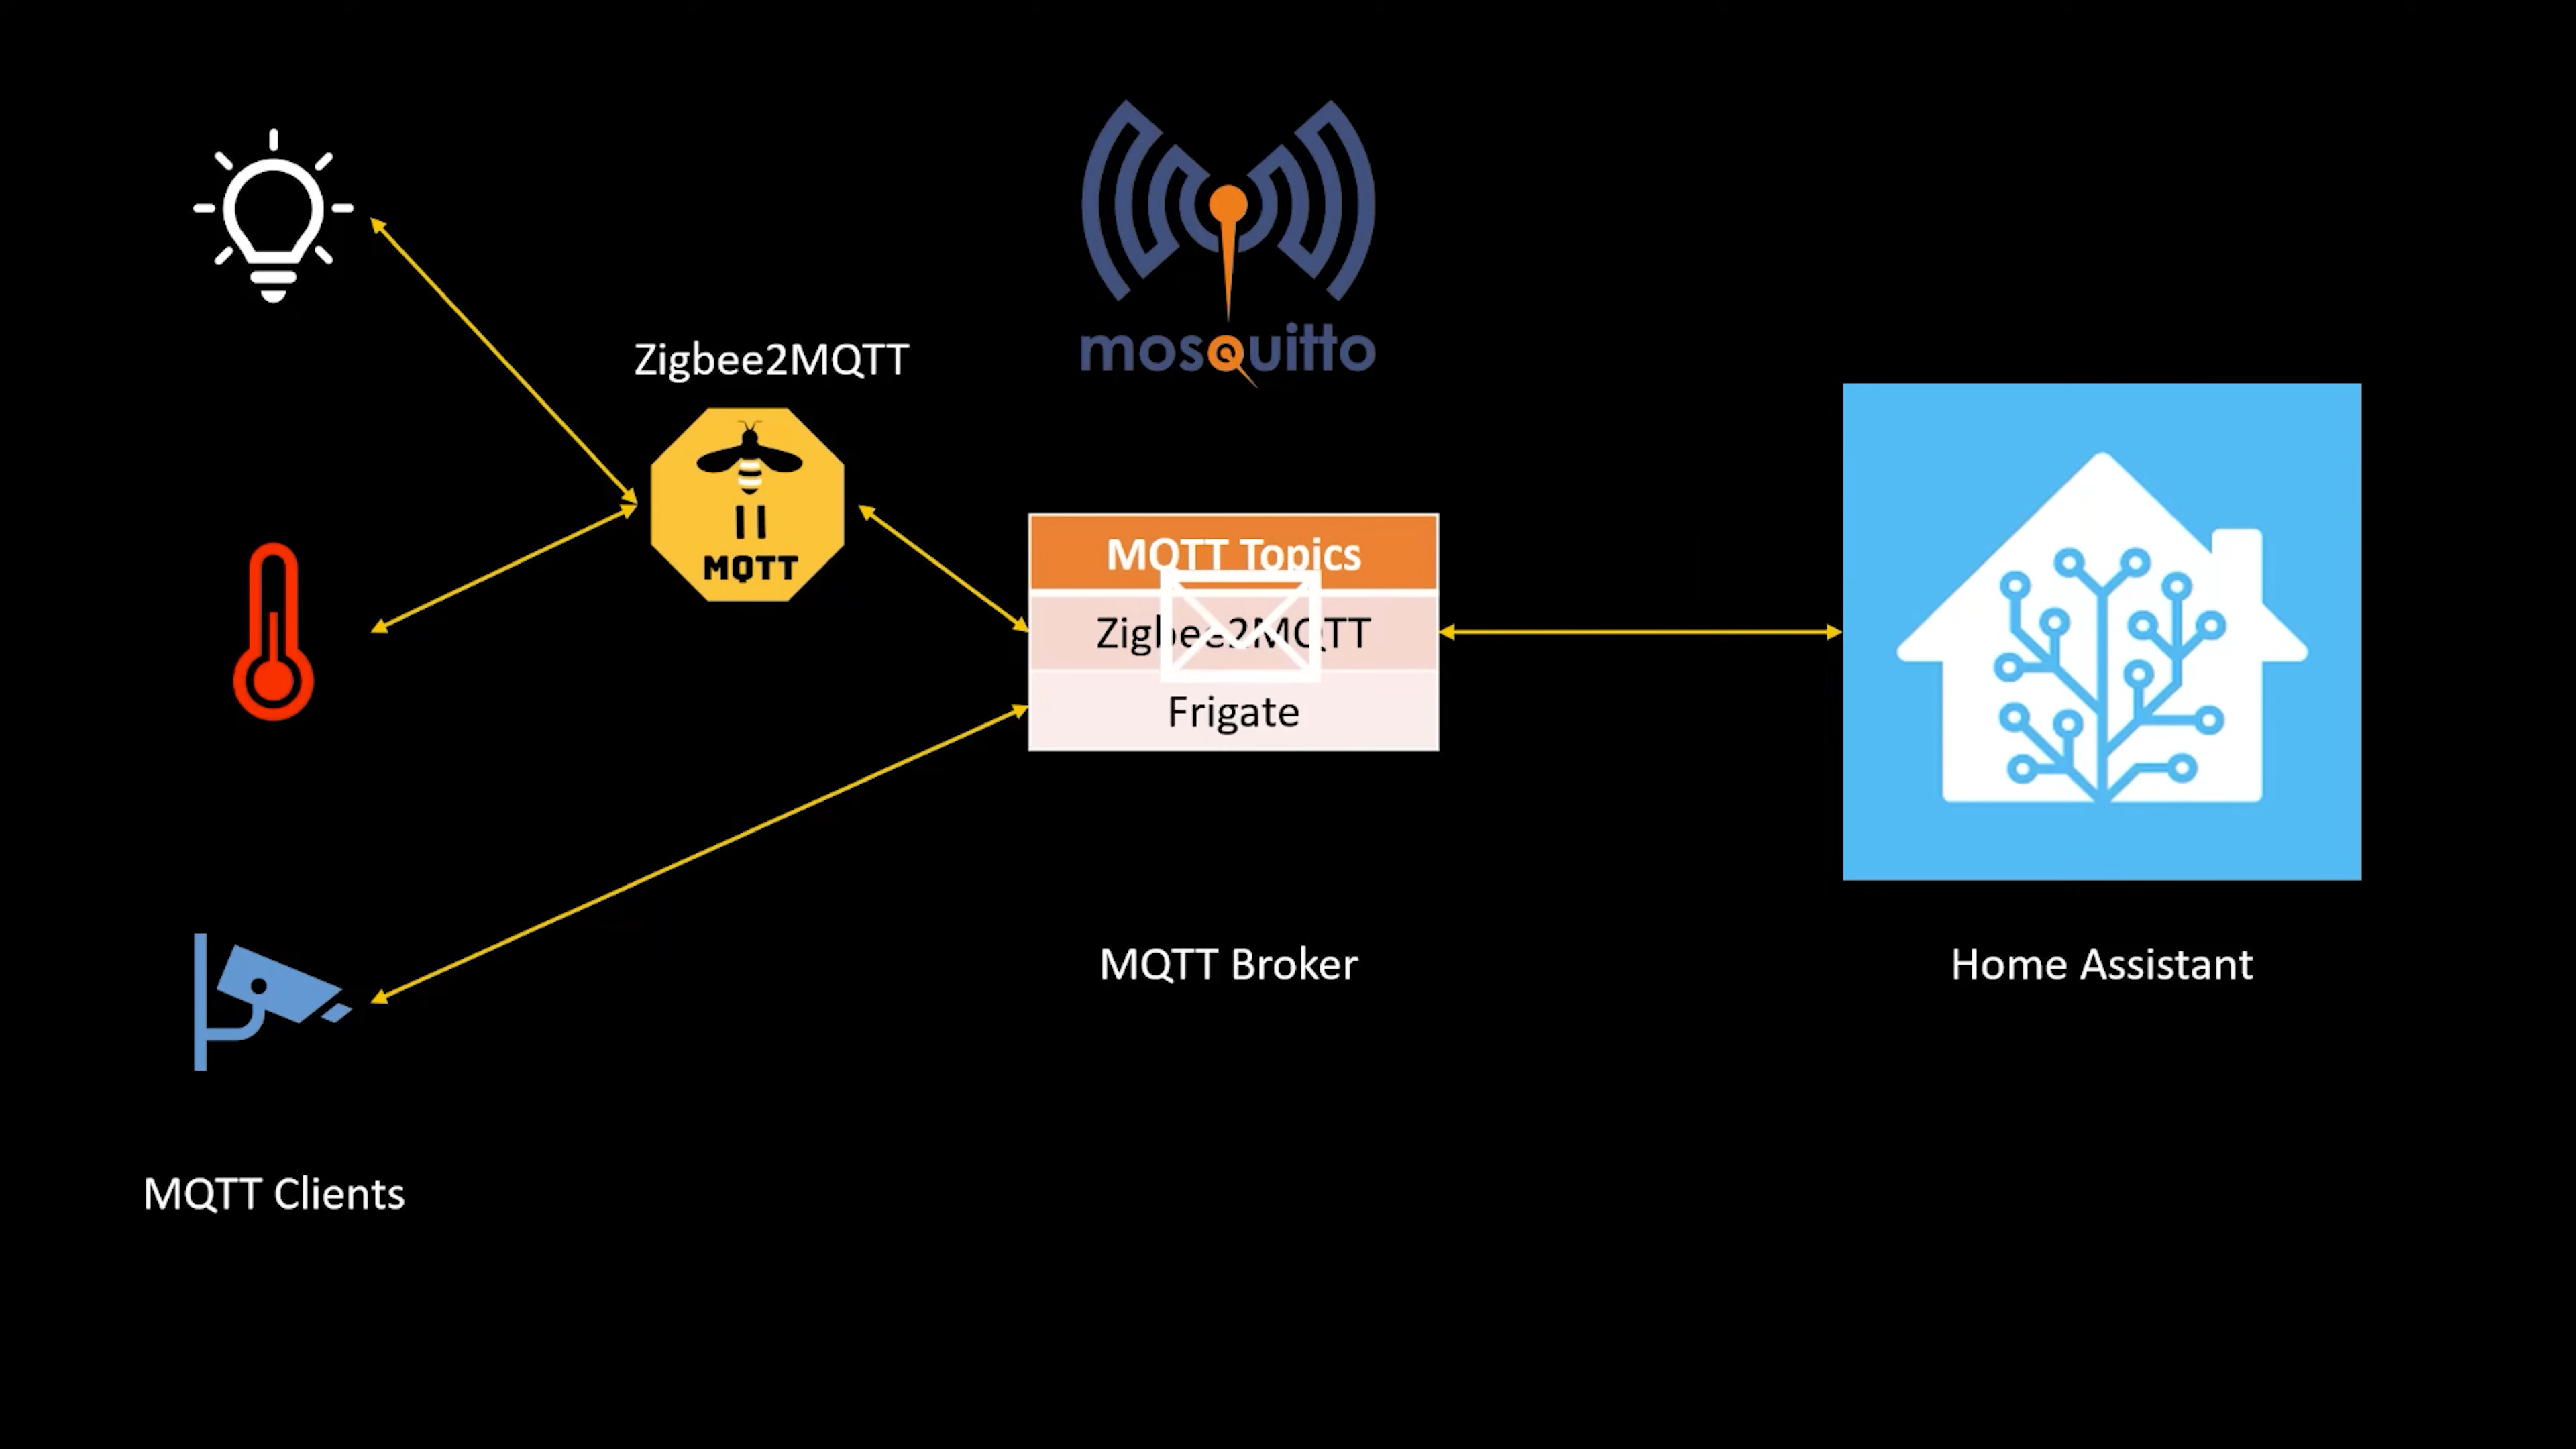 mosquitto
Zigbee2MQTT
MQTT
MQTT Topics
Zigbee2MQTT
Frigate
MQTT Broker
Home Assistant
MQTT Clients